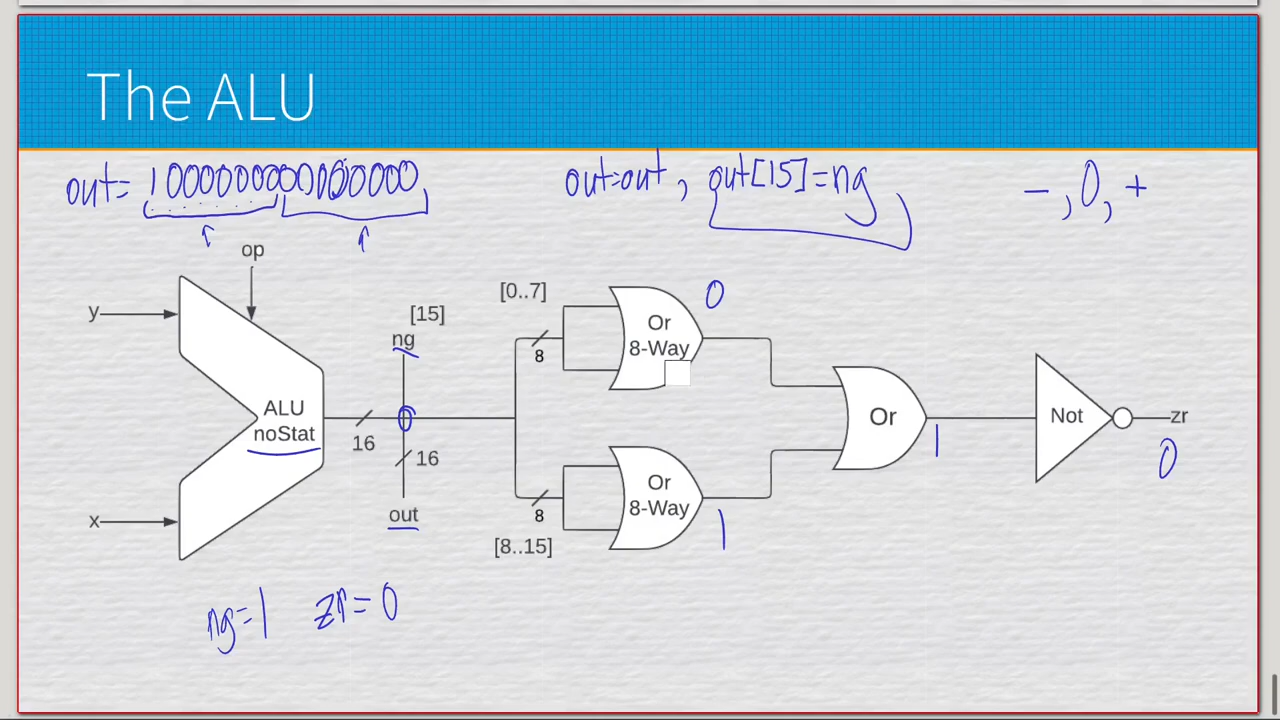 The ALU
out= 1000000000000000, out=out, out[15]=ng -, 0, +
op
y
[15]
ng
[0..7]
8
Or
8-Way
0
ALU
noStat
16
0
16
out
Or
1
Not
zr
0
x
8
[8..15]
Or
8-Way
1
ng=1 zr=0